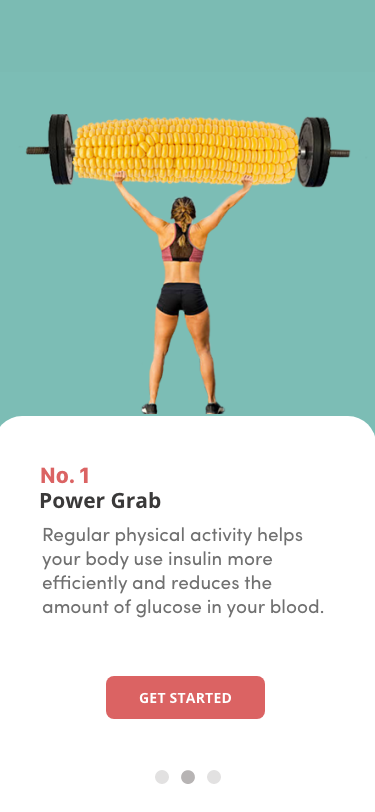 No. 1
Power Grab
Regular physical activity helps
your body use insulin more
efficiently and reduces the
amount of glucose in your blood.
GET STARTED